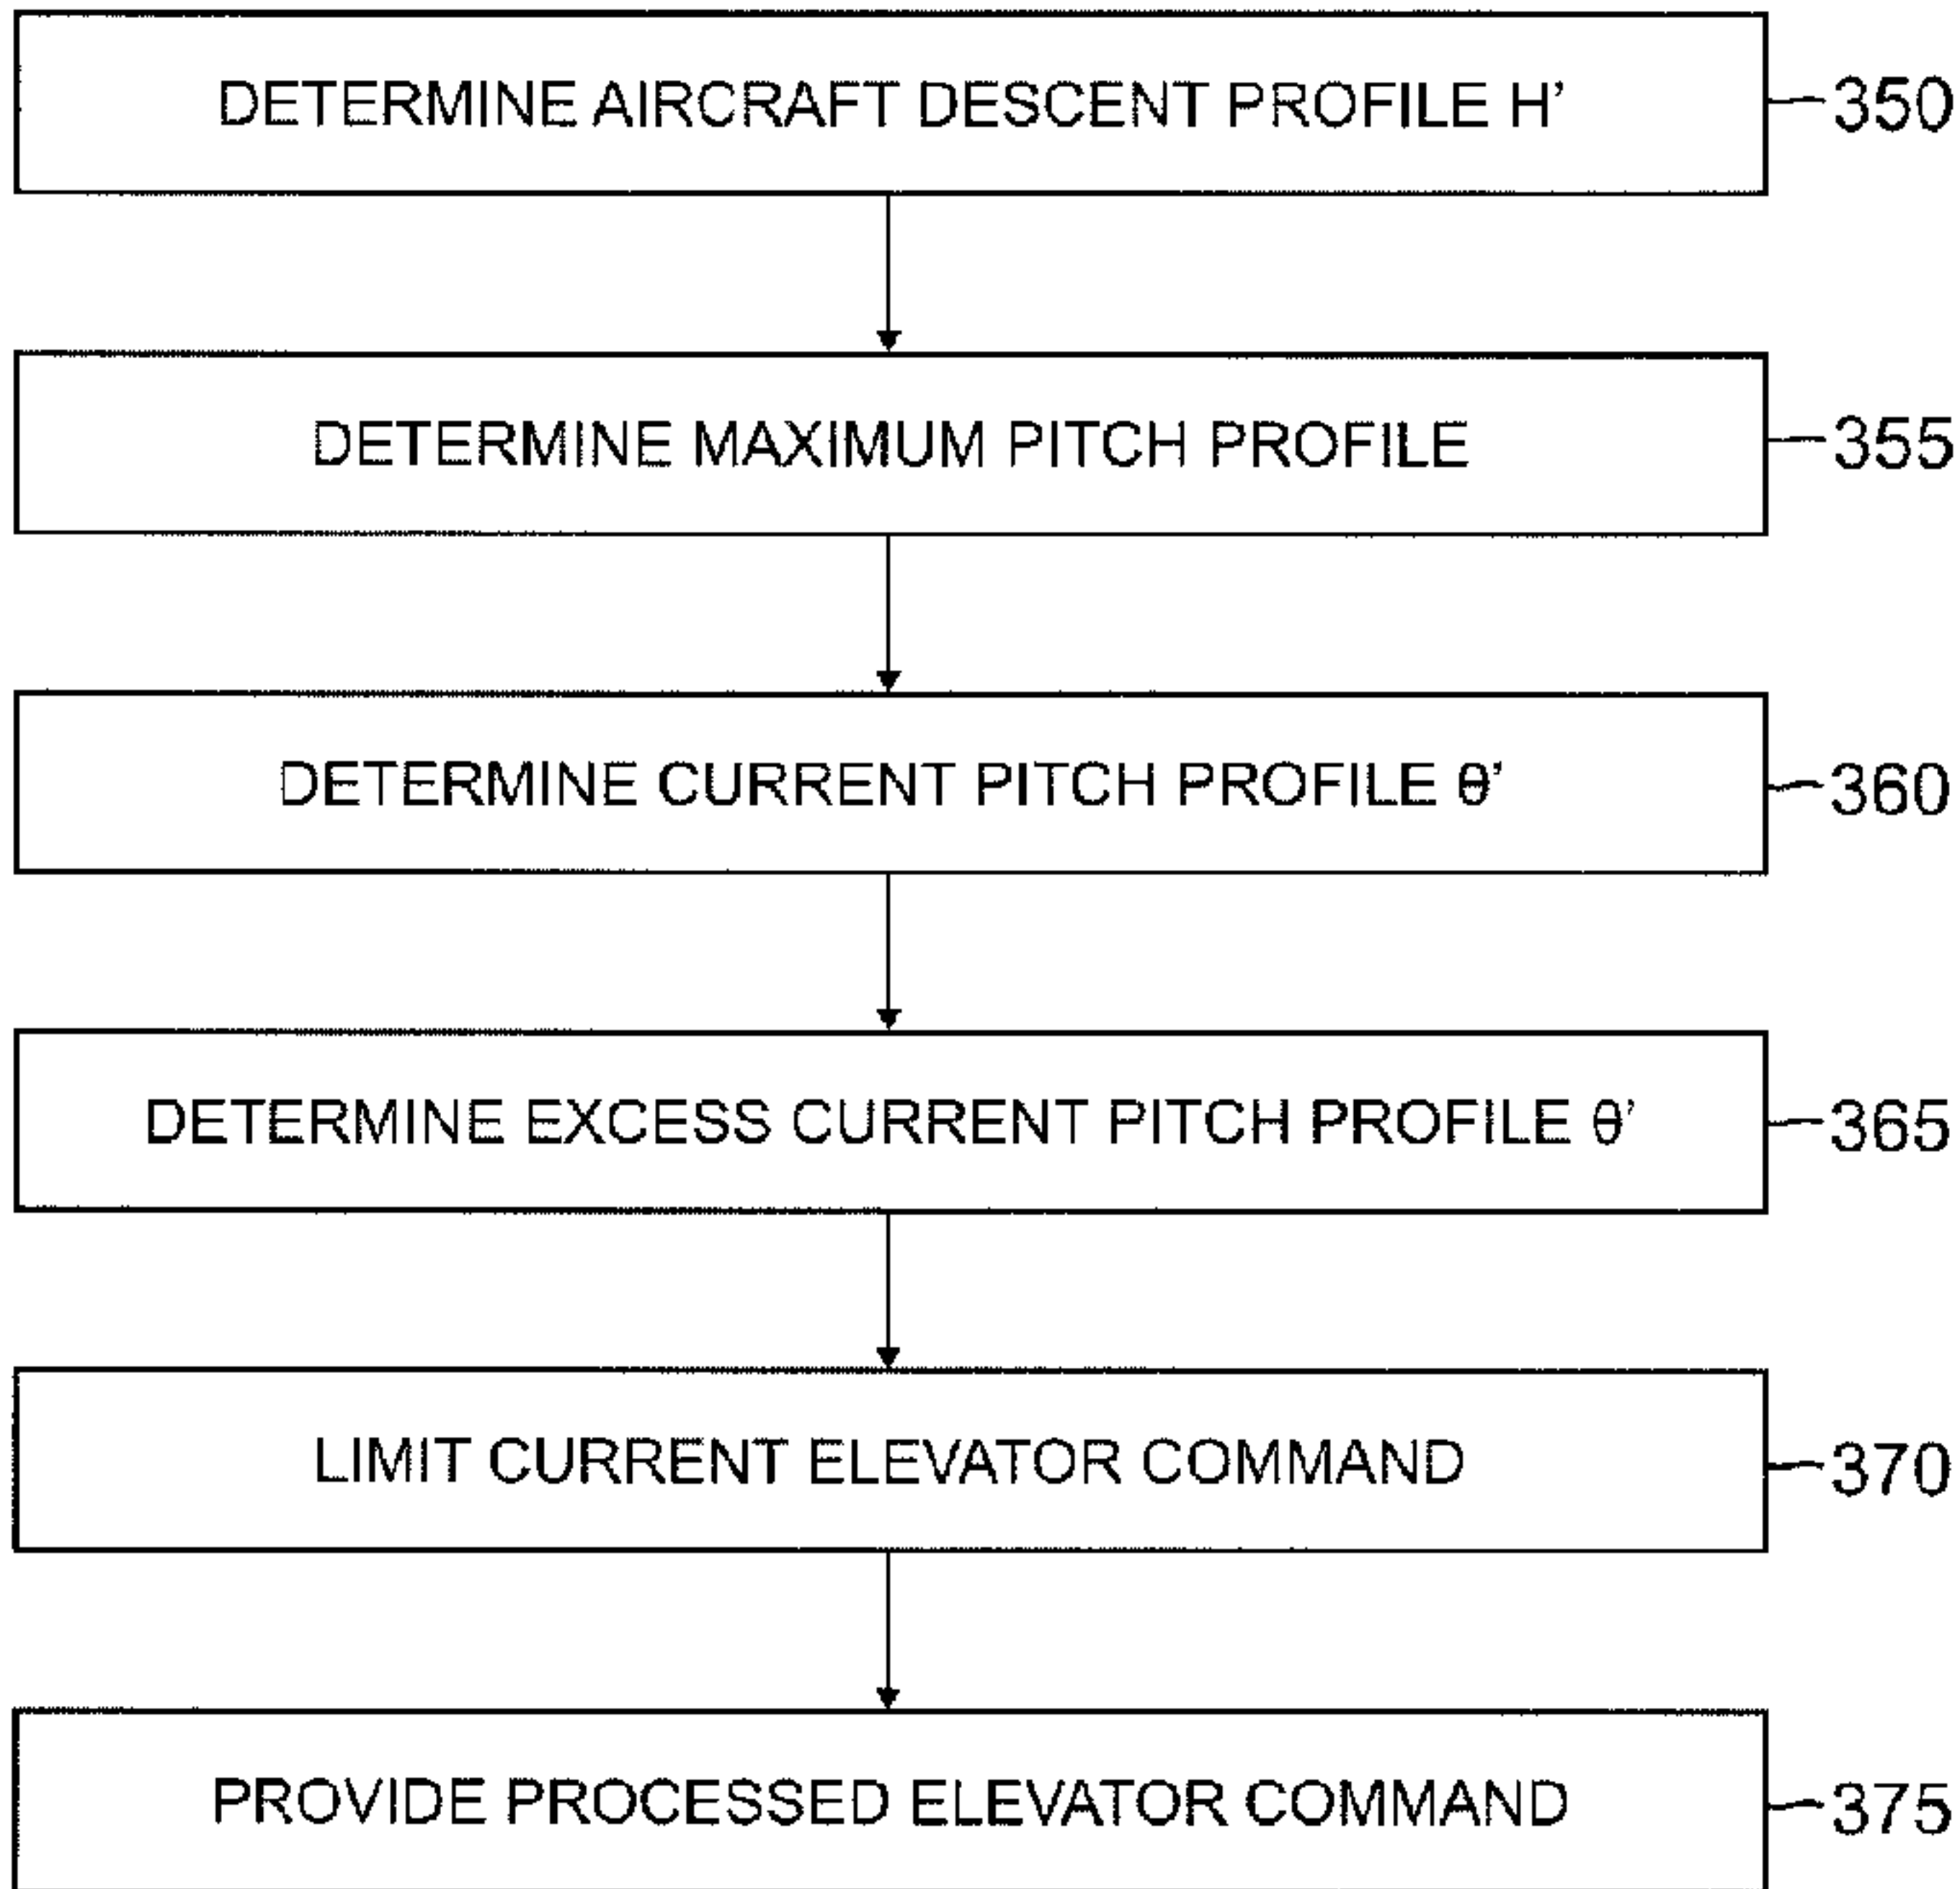 DETERMINE AIRCRAFT DESCENT PROFILE H’ 350
DETERMINE MAXIMUM PITCH PROFILE 355
DETERMINE CURRENT PITCH PROFILE θ’ 360
DETERMINE EXCESS CURRENT PITCH PROFILE θ’ 365
LIMIT CURRENT ELEVATOR COMMAND 370
PROVIDE PROCESSED ELEVATOR COMMAND 375